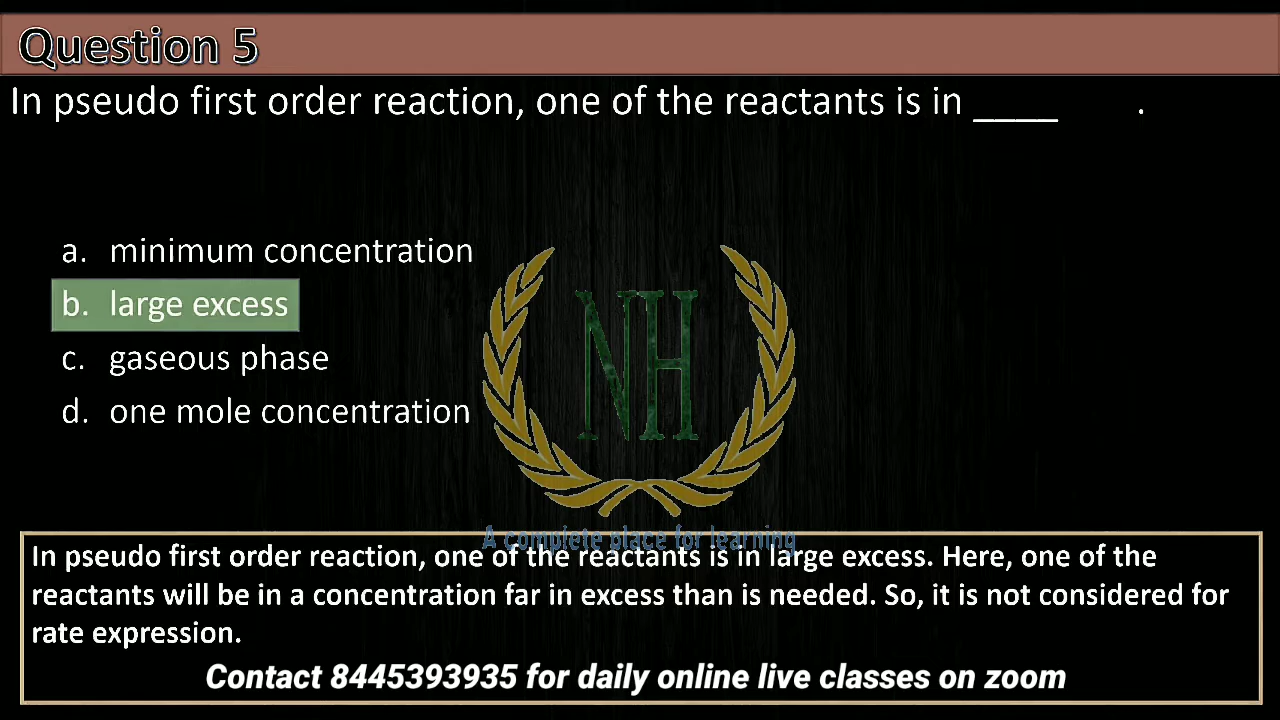 Question 5
In pseudo first order reaction, one of the reactants is in ____ .
a. minimum concentration
b. large excess
c. gaseous phase
d. one mole concentration
NH
A complete place for learning
In pseudo first order reaction, one of the reactants is in large excess. Here, one of the
reactants will be in a concentration far in excess than is needed. So, it is not considered for
rate expression.
Contact 8445393935 for daily online live classes on zoom